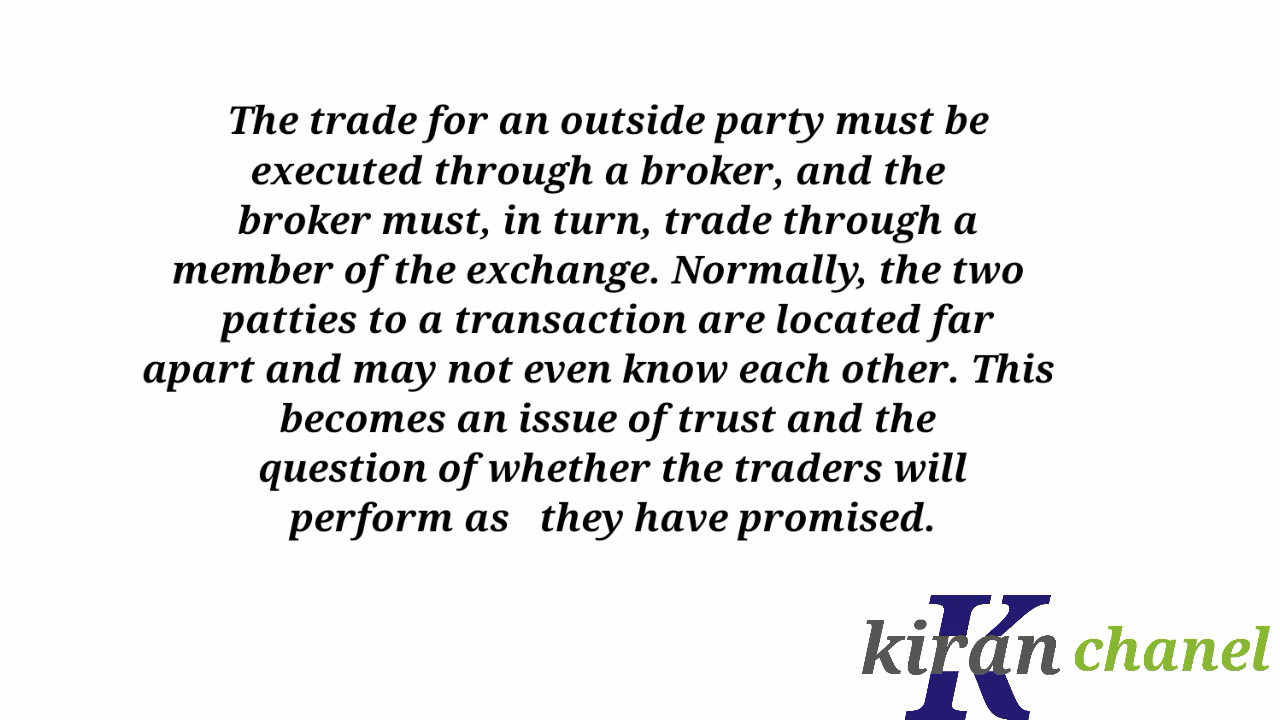 The trade for an outside party must be
executed through a broker, and the
broker must, in turn, trade through a
member of the exchange. Normally, the two
patties to a transaction are located far
apart and may not even know each other. This
becomes an issue of trust and the
question of whether the traders will
perform as   they have promised.
K
kiran chanel